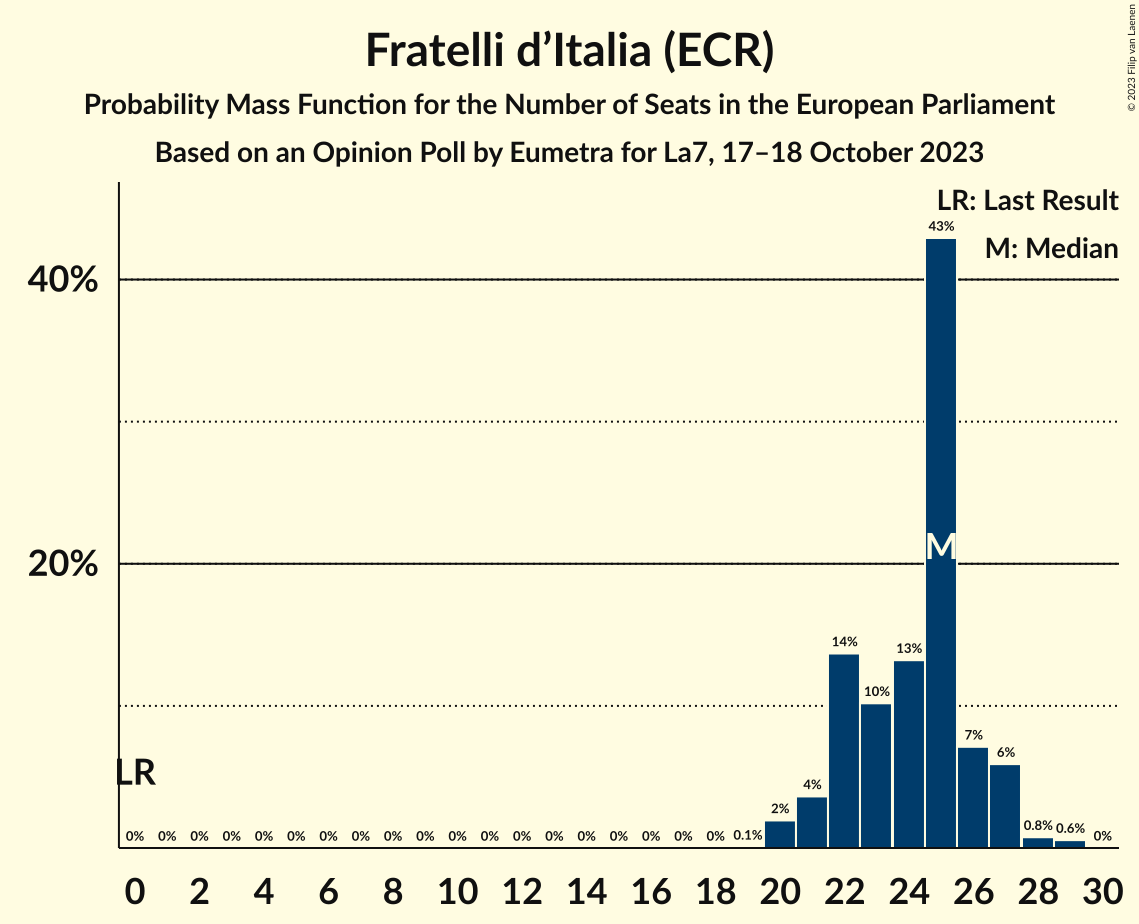 Fratelli d’Italia (ECR)
Probability Mass Function for the Number of Seats in the European Parliament
Based on an Opinion Poll by Eumetra for La7, 17–18 October 2023
© 2023 Filip van Laenen
LR: Last Result
M: Median
40%
20%
43%
M
14%
13%
10%
7%
6%
4%
2%
LR
0% 0% 0% 0% 0% 0% 0% 0% 0% 0% 0% 0% 0% 0% 0% 0% 0% 0% 0% 0.1% 0.8% 0.6% 0%
0 2 4 6 8 10 12 14 16 18 20 22 24 26 28 30